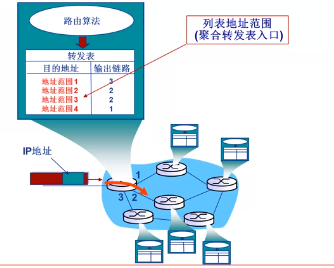 路由算法
转发表
目的地址 输出链路
地址范围1 3
地址范围2 2
地址范围3 2
地址范围4 1
列表地址范围
(聚合转发表入口)
IP地址
1
3 2